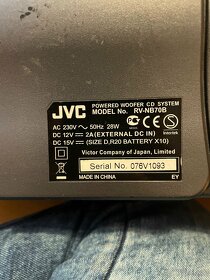 JVC
POWERED WOOFER CD SYSTEM
MODEL No. RV-NB70B
AC 230V ~ 50Hz 28W
DC 12V ⎓ 2A (EXTERNAL DC IN)
DC 15V ⎓ (SIZE D,R20 BATTERY X10)
Intertek
Victor Company of Japan, Limited
Serial No. 076V1093
MADE IN CHINA
EY